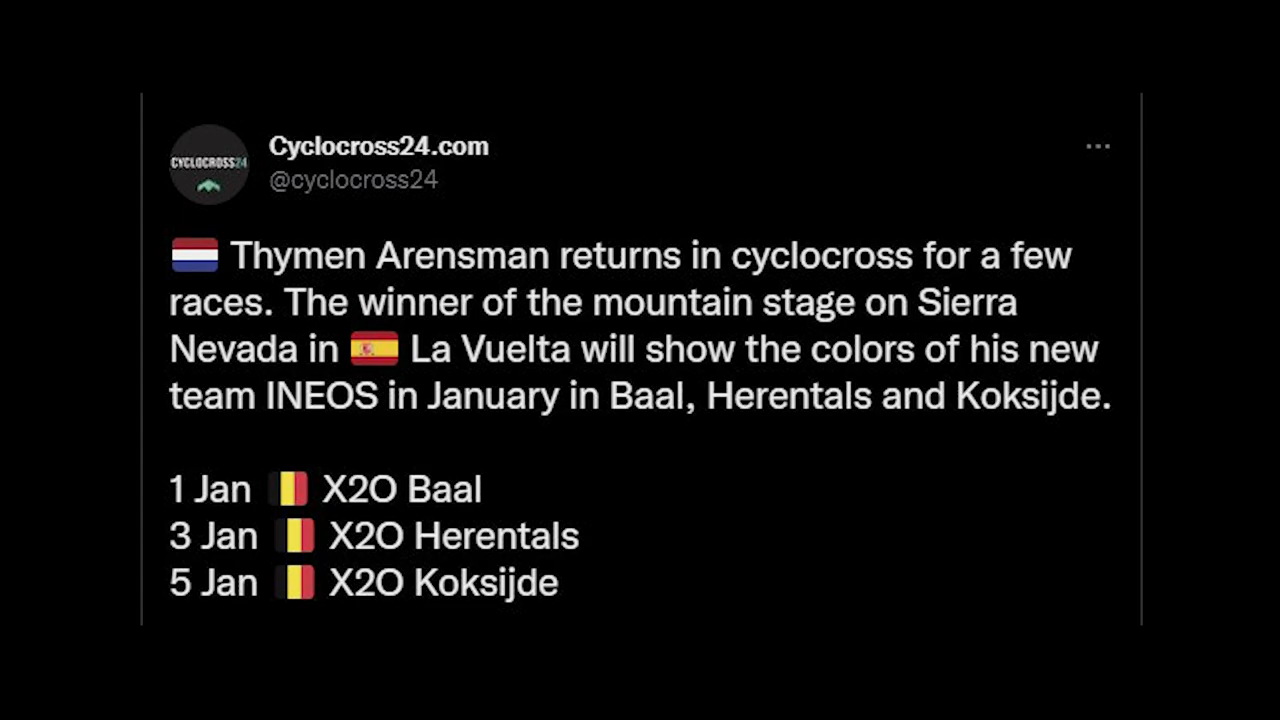 CYCLOCROSS24
Cyclocross24.com
@cyclocross24
🇳🇱 Thymen Arensman returns in cyclocross for a few
races. The winner of the mountain stage on Sierra
Nevada in 🇪🇸 La Vuelta will show the colors of his new
team INEOS in January in Baal, Herentals and Koksijde.
1 Jan 🇧🇪 X2O Baal
3 Jan 🇧🇪 X2O Herentals
5 Jan 🇧🇪 X2O Koksijde